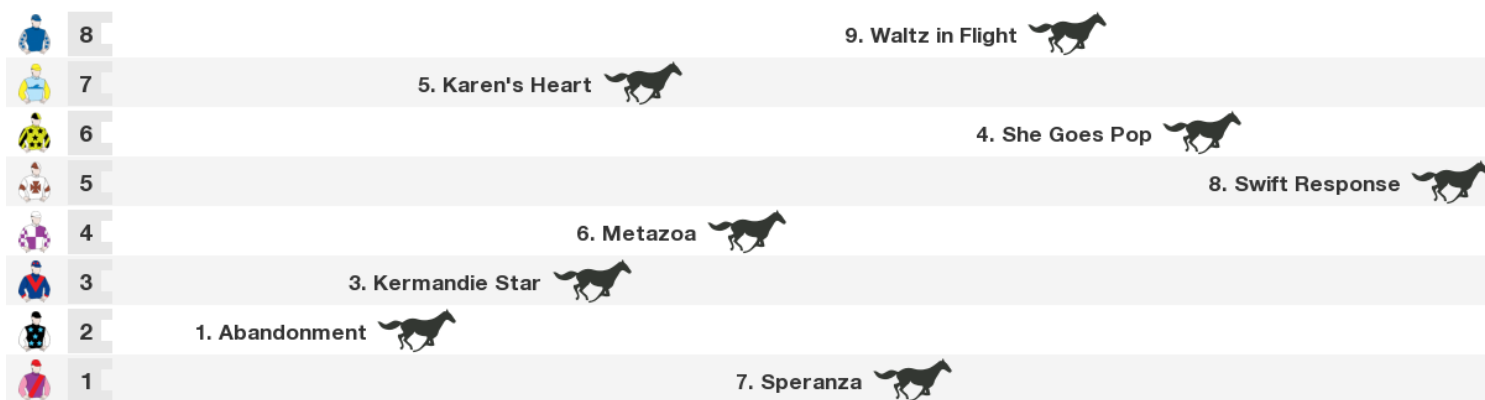 8 9. Waltz in Flight
7 5. Karen's Heart
6 4. She Goes Pop
5 8. Swift Response
4 6. Metazoa
3 3. Kermandie Star
2 1. Abandonment
1 7. Speranza